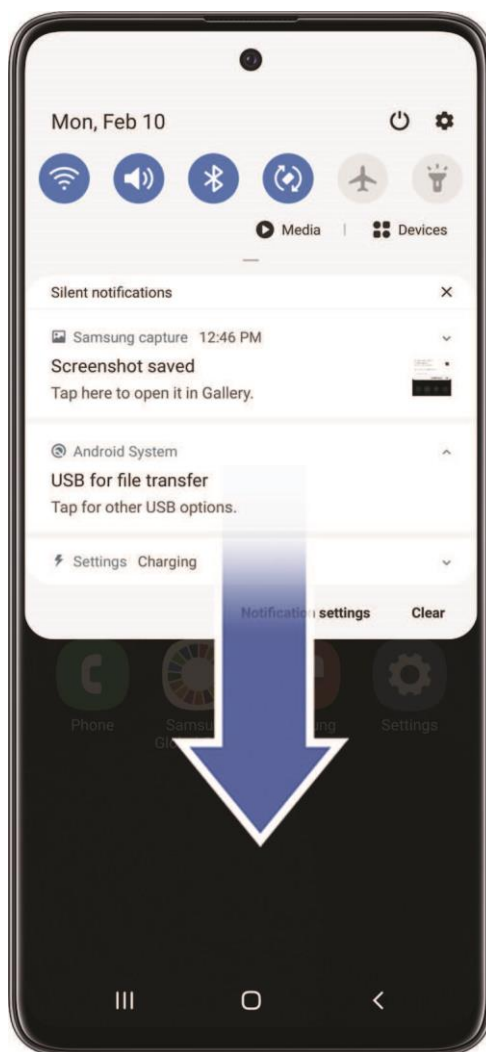 Mon, Feb 10
Media | Devices
Silent notifications
Samsung capture 12:46 PM
Screenshot saved
Tap here to open it in Gallery.
Android System
USB for file transfer
Tap for other USB options.
Settings Charging
Notification settings Clear
Phone Settings